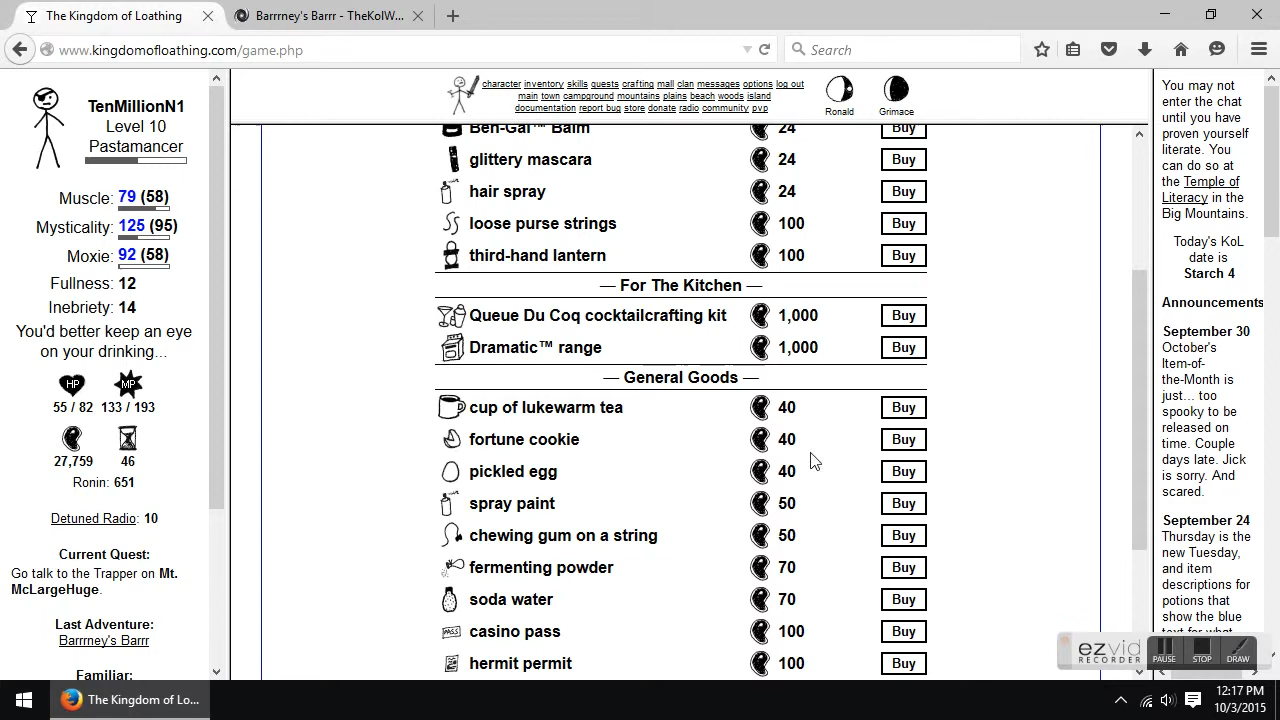 The Kingdom of Loathing
Barrrney's Barrr - TheKolW...
www.kingdomofloathing.com/game.php
Search
TenMillionN1
Level 10
Pastamancer
Muscle: 79 (58)
Mysticality: 125 (95)
Moxie: 92 (58)
Fullness: 12
Inebriety: 14
You'd better keep an eye
on your drinking...
HP MP
55 / 82 133 / 193
27,759 46
Ronin: 651
Detuned Radio: 10
Current Quest:
Go talk to the Trapper on Mt.
McLargeHuge.
Last Adventure:
Barrrney's Barrr
Familiar:
character inventory skills quests crafting mall clan messages options log out
main town campground mountains plains beach woods island
documentation report bug store donate radio community pvp
Ronald Grimace
Ben-Gal™ Balm 24 Buy
glittery mascara 24 Buy
hair spray 24 Buy
loose purse strings 100 Buy
third-hand lantern 100 Buy
— For The Kitchen —
Queue Du Coq cocktailcrafting kit 1,000 Buy
Dramatic™ range 1,000 Buy
— General Goods —
cup of lukewarm tea 40 Buy
fortune cookie 40 Buy
pickled egg 40 Buy
spray paint 50 Buy
chewing gum on a string 50 Buy
fermenting powder 70 Buy
soda water 70 Buy
PASS casino pass 100 Buy
hermit permit 100 Buy
You may not
enter the chat
until you have
proven yourself
literate. You
can do so at
the Temple of
Literacy in the
Big Mountains.
Today's KoL
date is
Starch 4
Announcements
September 30
October's
Item-of-
the-Month is
just... too
spooky to be
released on
time. Couple
days late. Jick
is sorry. And
scared.
September 24
Thursday is the
new Tuesday,
and item
descriptions for
potions that
show the blue
text for what
ezvid
RECORDER
PAUSE STOP DRAW
The Kingdom of Lo...
12:17 PM
10/3/2015